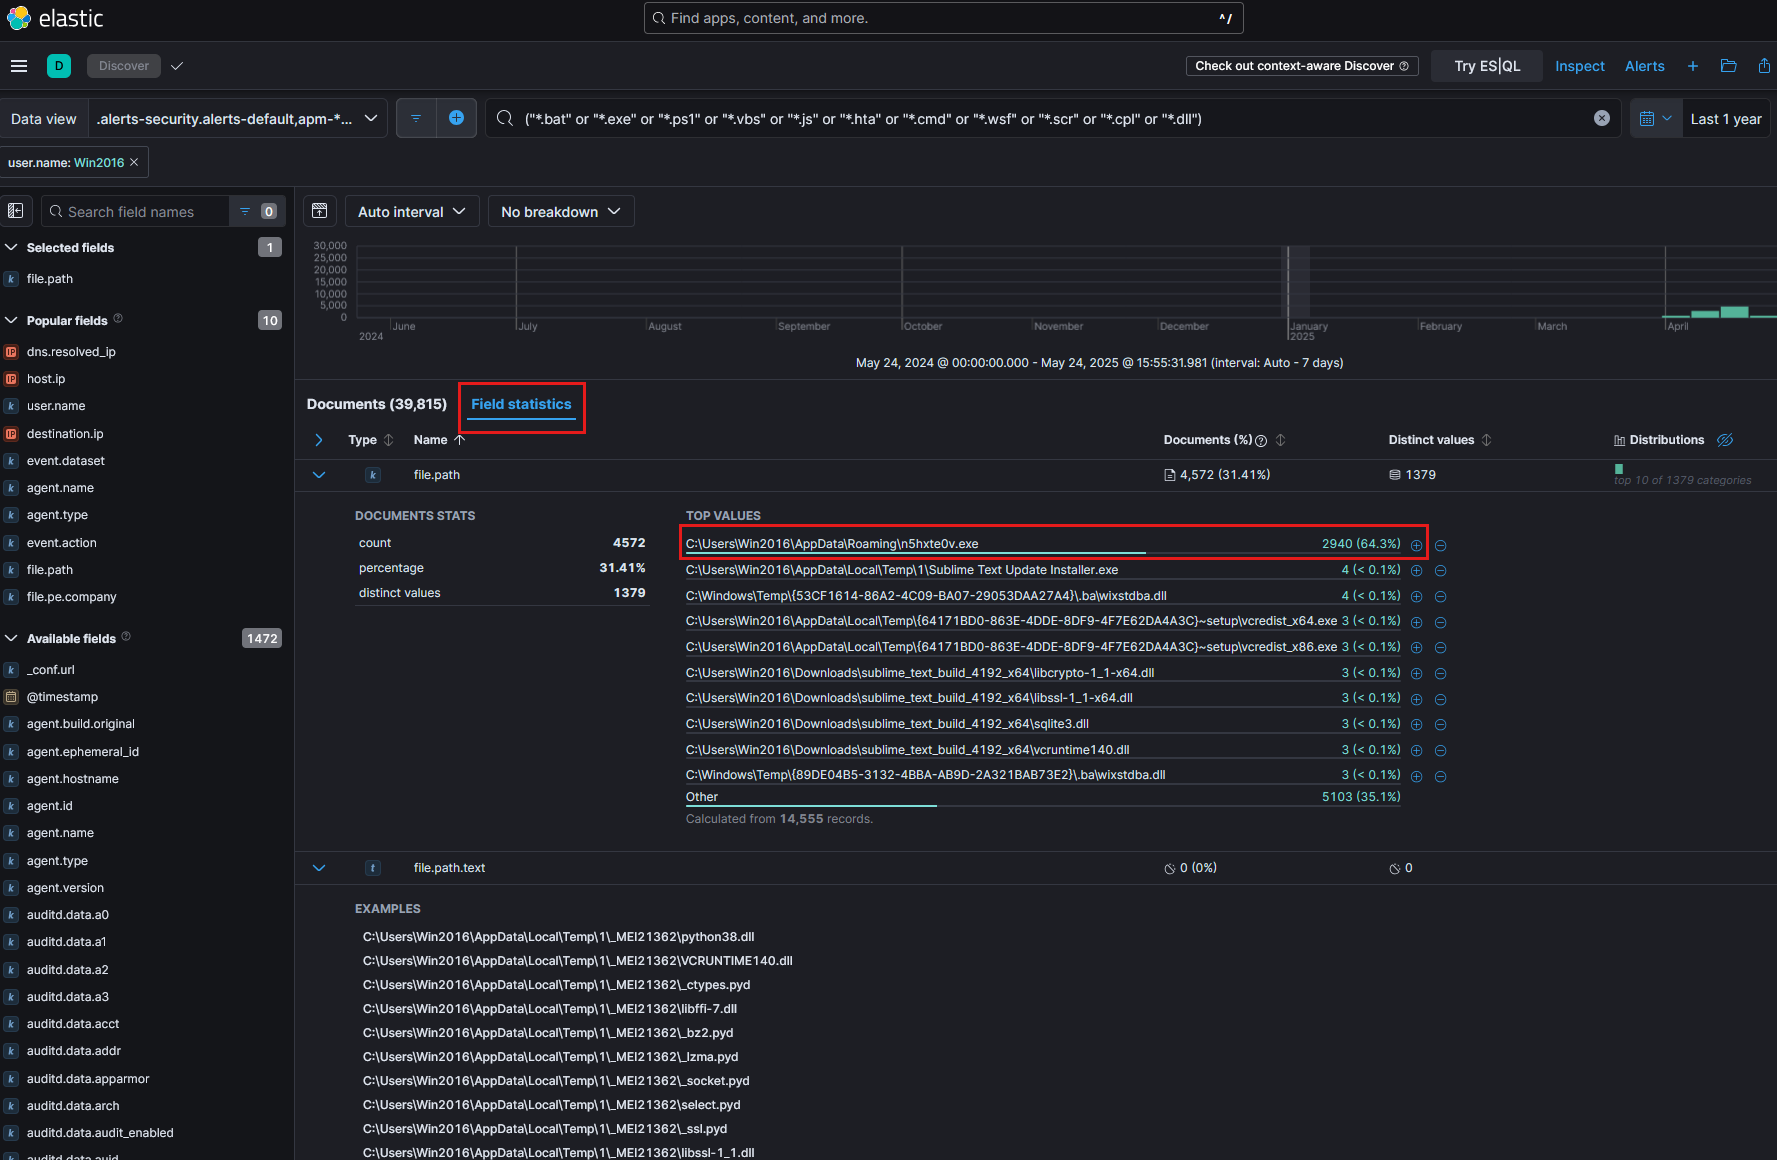 elastic
Find apps, content, and more.
^/
D
Discover
Check out context-aware Discover
Try ES|QL
Inspect
Alerts
Data view
.alerts-security.alerts-default,apm-*...
("*.bat" or "*.exe" or "*.ps1" or "*.vbs" or "*.js" or "*.hta" or "*.cmd" or "*.wsf" or "*.scr" or "*.cpl" or "*.dll")
Last 1 year
user.name: Win2016
Search field names
0
Auto interval
No breakdown
Selected fields
1
k file.path
Popular fields
10
IP dns.resolved_ip
IP host.ip
k user.name
IP destination.ip
k event.dataset
k agent.name
k agent.type
k event.action
k file.path
k file.pe.company
Available fields
1472
k _conf.url
@timestamp
k agent.build.original
k agent.ephemeral_id
k agent.hostname
k agent.id
k agent.name
k agent.type
k agent.version
k auditd.data.a0
k auditd.data.a1
k auditd.data.a2
k auditd.data.a3
k auditd.data.acct
k auditd.data.addr
k auditd.data.apparmor
k auditd.data.arch
k auditd.data.audit_enabled
k auditd.data.auid
30,000
25,000
20,000
15,000
10,000
5,000
0
June
July
August
September
October
November
December
January
February
March
April
2024
2025
May 24, 2024 @ 00:00:00.000 - May 24, 2025 @ 15:55:31.981 (interval: Auto - 7 days)
Documents (39,815)
Field statistics
Type
Name
Documents (%)
Distinct values
Distributions
k file.path 4,572 (31.41%) 1379
top 10 of 1379 categories
DOCUMENTS STATS
count 4572
percentage 31.41%
distinct values 1379
TOP VALUES
C:\Users\Win2016\AppData\Roaming\n5hxte0v.exe 2940 (64.3%)
C:\Users\Win2016\AppData\Local\Temp\1\Sublime Text Update Installer.exe 4 (< 0.1%)
C:\Windows\Temp\{53CF1614-86A2-4C09-BA07-29053DAA27A4}\.ba\wixstdba.dll 4 (< 0.1%)
C:\Users\Win2016\AppData\Local\Temp\{64171BD0-863E-4DDE-8DF9-4F7E62DA4A3C}~setup\vcredist_x64.exe 3 (< 0.1%)
C:\Users\Win2016\AppData\Local\Temp\{64171BD0-863E-4DDE-8DF9-4F7E62DA4A3C}~setup\vcredist_x86.exe 3 (< 0.1%)
C:\Users\Win2016\Downloads\sublime_text_build_4192_x64\libcrypto-1_1-x64.dll 3 (< 0.1%)
C:\Users\Win2016\Downloads\sublime_text_build_4192_x64\libssl-1_1-x64.dll 3 (< 0.1%)
C:\Users\Win2016\Downloads\sublime_text_build_4192_x64\sqlite3.dll 3 (< 0.1%)
C:\Users\Win2016\Downloads\sublime_text_build_4192_x64\vcruntime140.dll 3 (< 0.1%)
C:\Windows\Temp\{89DE04B5-3132-4BBA-AB9D-2A321BAB73E2}\.ba\wixstdba.dll 3 (< 0.1%)
Other 5103 (35.1%)
Calculated from 14,555 records.
t file.path.text 0 (0%) 0
EXAMPLES
C:\Users\Win2016\AppData\Local\Temp\1\_MEI21362\python38.dll
C:\Users\Win2016\AppData\Local\Temp\1\_MEI21362\VCRUNTIME140.dll
C:\Users\Win2016\AppData\Local\Temp\1\_MEI21362\_ctypes.pyd
C:\Users\Win2016\AppData\Local\Temp\1\_MEI21362\libffi-7.dll
C:\Users\Win2016\AppData\Local\Temp\1\_MEI21362\_bz2.pyd
C:\Users\Win2016\AppData\Local\Temp\1\_MEI21362\_lzma.pyd
C:\Users\Win2016\AppData\Local\Temp\1\_MEI21362\_socket.pyd
C:\Users\Win2016\AppData\Local\Temp\1\_MEI21362\select.pyd
C:\Users\Win2016\AppData\Local\Temp\1\_MEI21362\_ssl.pyd
C:\Users\Win2016\AppData\Local\Temp\1\_MEI21362\libssl-1_1.dll